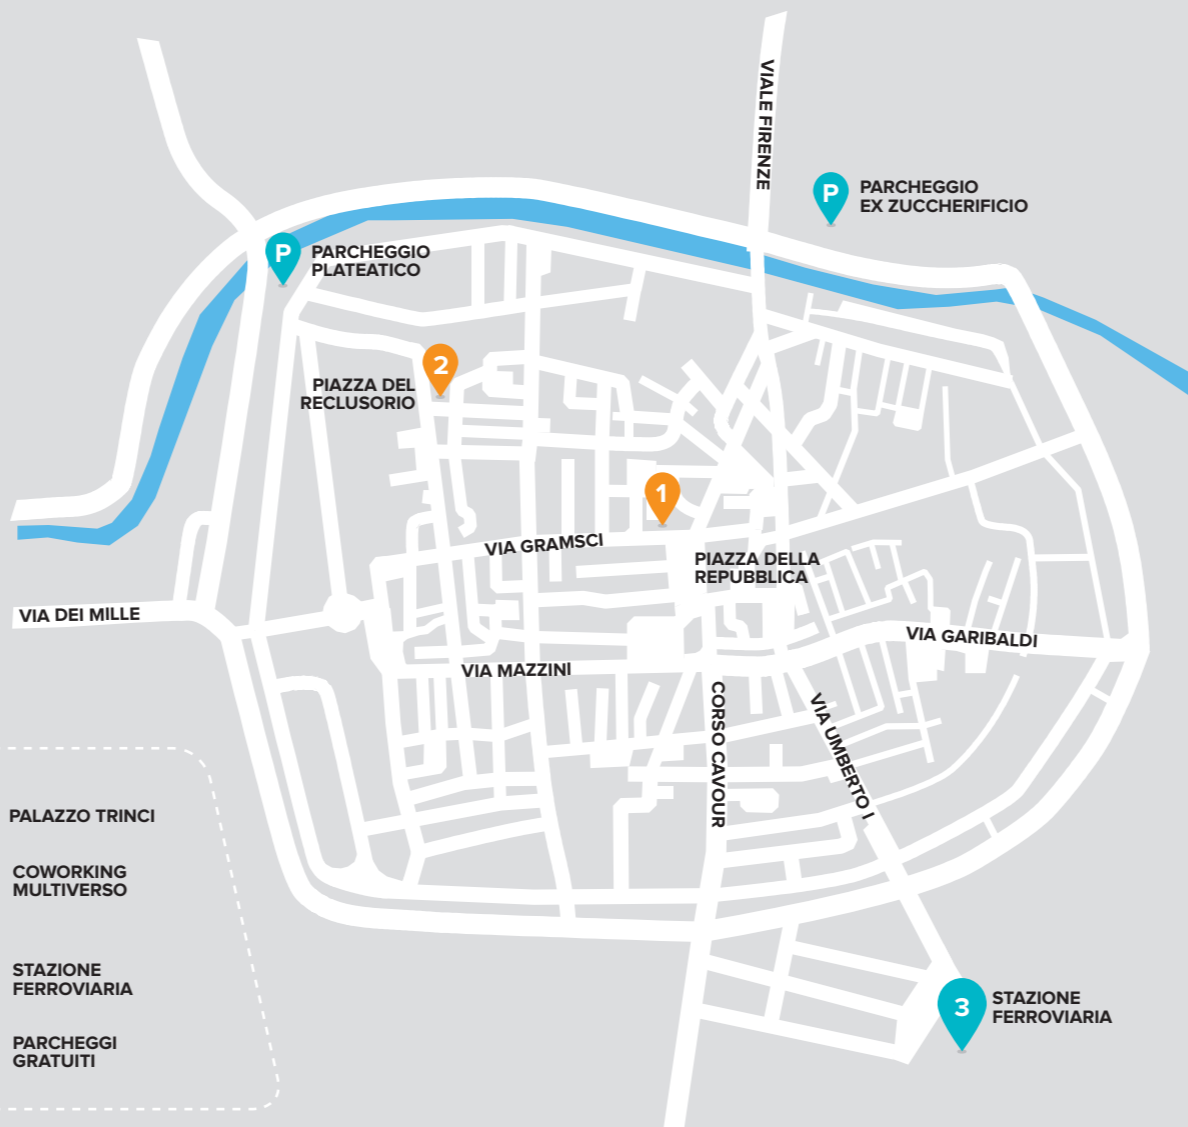 VIALE FIRENZE
P
PARCHEGGIO
EX ZUCCHERIFICIO
P
PARCHEGGIO
PLATEATICO
2
PIAZZA DEL
RECLUSORIO
1
VIA GRAMSCI
PIAZZA DELLA
REPUBBLICA
VIA DEI MILLE
VIA GARIBALDI
VIA MAZZINI
CORSO CAVOUR
VIA UMBERTO I
PALAZZO TRINCI
COWORKING
MULTIVERSO
STAZIONE
FERROVIARIA
PARCHEGGI
GRATUITI
3
STAZIONE
FERROVIARIA